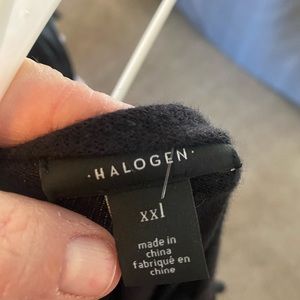 ·HALOGEN·
xxl
made in
china
fabriqué en
chine